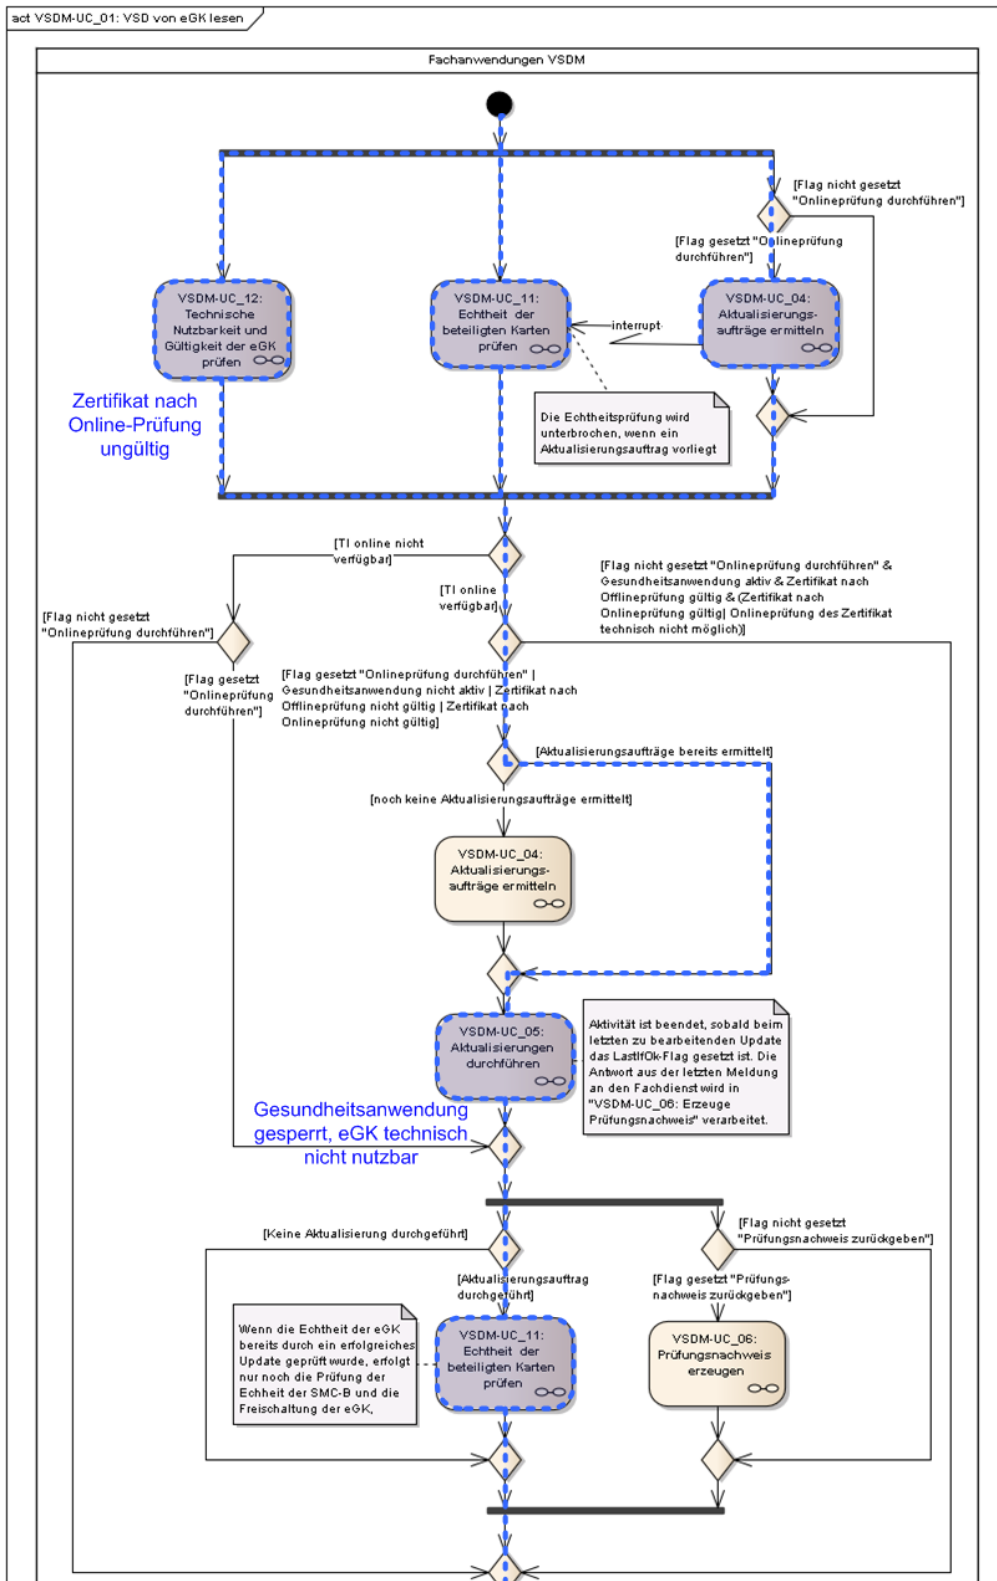 act VSDM-UC_01: VSD von eGK lesen
Fachanwendungen VSDM
[Flag nicht gesetzt
"Onlineprüfung durchführen"]
[Flag gesetzt "Onlineprüfung
durchführen"]
VSDM-UC_12:
Technische
Nutzbarkeit und
Gültigkeit der eGK
prüfen
VSDM-UC_11:
Echtheit der
beteiligten Karten
prüfen
interrupt
VSDM-UC_04:
Aktualisierungs-
aufträge ermitteln
Zertifikat nach
Online-Prüfung
ungültig
Die Echtheitsprüfung wird
unterbrochen, wenn ein
Aktualisierungsauftrag vorliegt
[TI online nicht
verfügbar]
[TI online
verfügbar]
[Flag nicht gesetzt "Onlineprüfung durchführen" &
Gesundheitsanwendung aktiv & Zertifikat nach
Offlineprüfung gültig & (Zertifikat nach
Onlineprüfung gültig| Onlineprüfung des Zertifikat
technisch nicht möglich)]
[Flag nicht gesetzt
"Onlineprüfung durchführen"]
[Flag gesetzt
"Onlineprüfung
durchführen"]
[Flag gesetzt "Onlineprüfung durchführen" |
Gesundheitsanwendung nicht aktiv | Zertifikat nach
Offlineprüfung nicht gültig | Zertifikat nach
Onlineprüfung nicht gültig]
[Aktualisierungsaufträge bereits ermittelt]
[noch keine Aktualisierungsaufträge ermittelt]
VSDM-UC_04:
Aktualisierungs-
aufträge ermitteln
VSDM-UC_05:
Aktualisierungen
durchführen
Aktivität ist beendet, sobald beim
letzten zu bearbeitenden Update
das LastIfOk-Flag gesetzt ist. Die
Antwort aus der letzten Meldung
an den Fachdienst wird in
"VSDM-UC_06: Erzeuge
Prüfungsnachweis" verarbeitet.
Gesundheitsanwendung
gesperrt, eGK technisch
nicht nutzbar
[Keine Aktualisierung durchgeführt]
[Flag nicht gesetzt
"Prüfungsnachweis zurückgeben"]
[Aktualisierungsauftrag
durchgeführt]
[Flag gesetzt "Prüfungs-
nachweis zurückgeben"]
Wenn die Echtheit der eGK
bereits durch ein erfolgreiches
Update geprüft wurde, erfolgt
nur noch die Prüfung der
Echheit der SMC-B und die
Freischaltung der eGK,
VSDM-UC_11:
Echtheit der
beteiligten Karten
prüfen
VSDM-UC_06:
Prüfungsnachweis
erzeugen